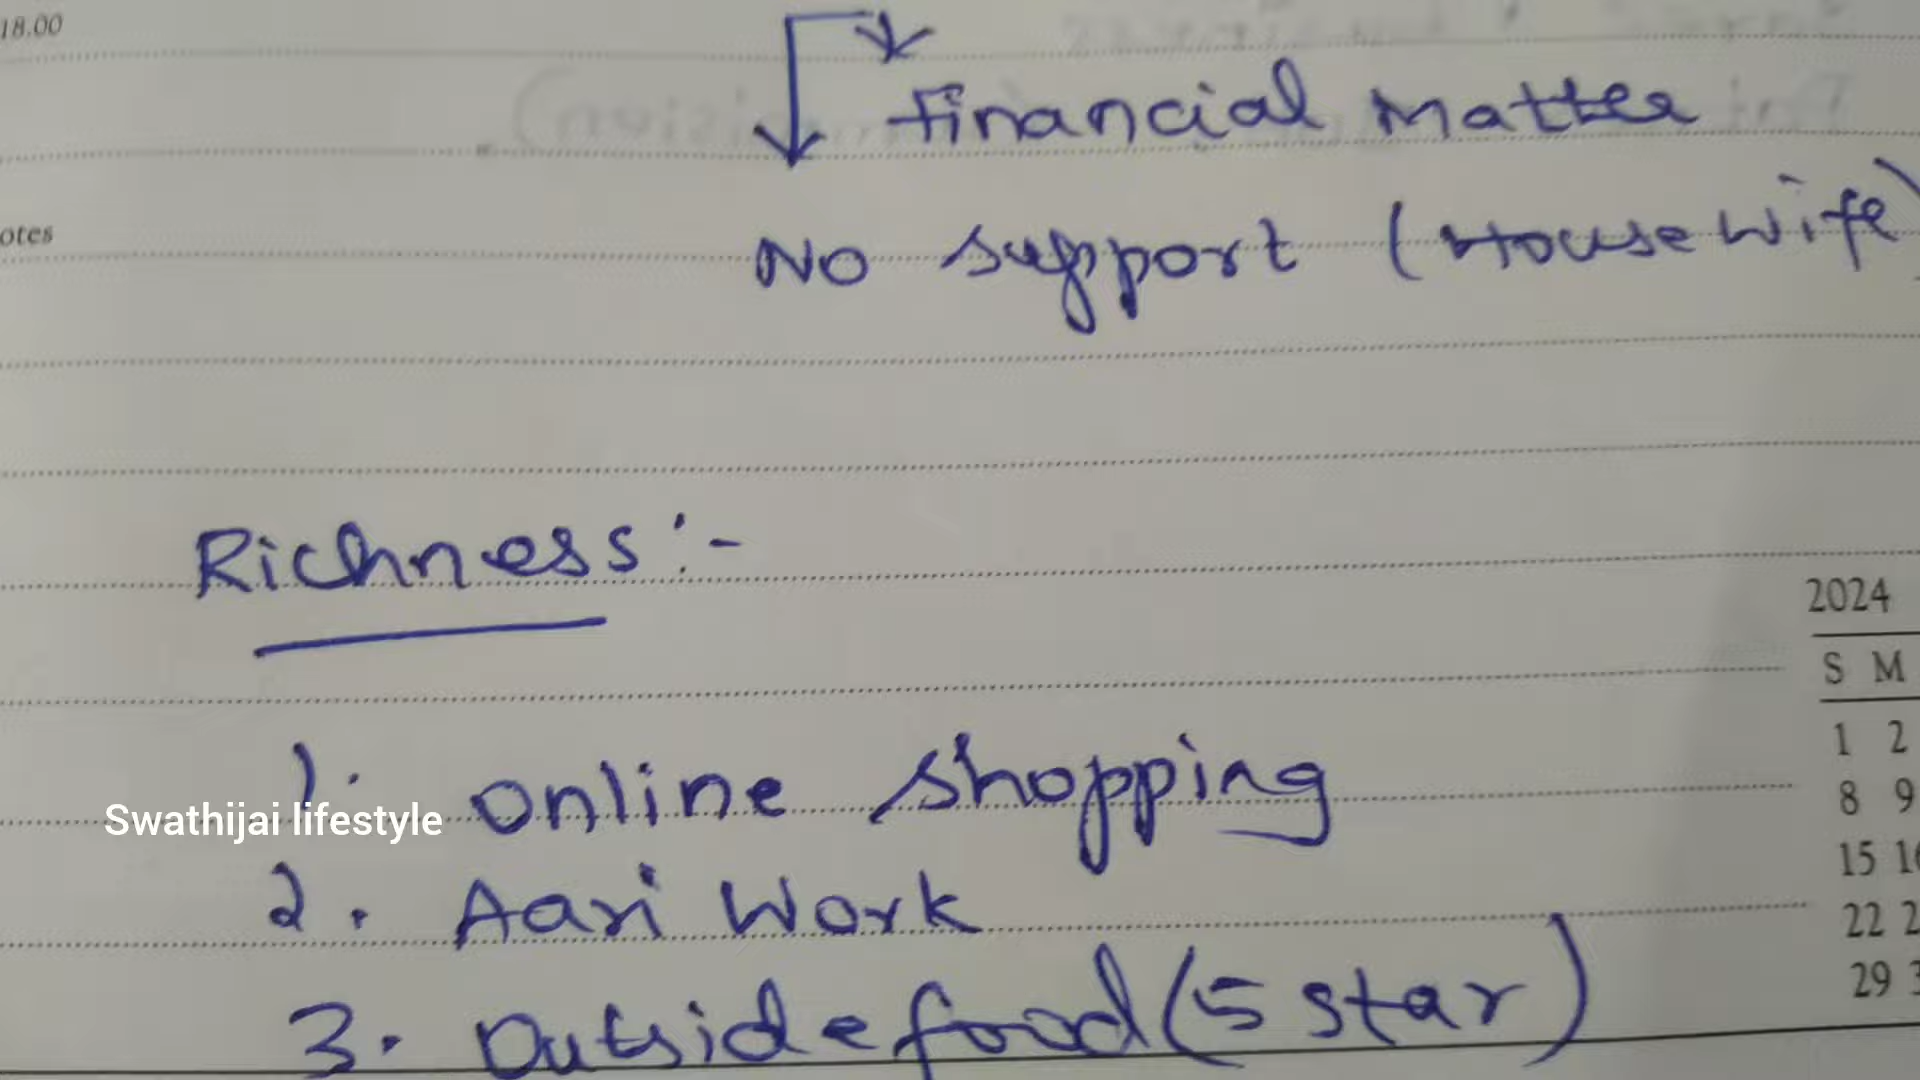 18.00
financial matter
otes
No support (House wife)
Richness :-
2024
S M
1 2
1. Online shopping
8 9
Swathijai lifestyle
15
2. Aari Work
22
29
3. Outside food (5 star)